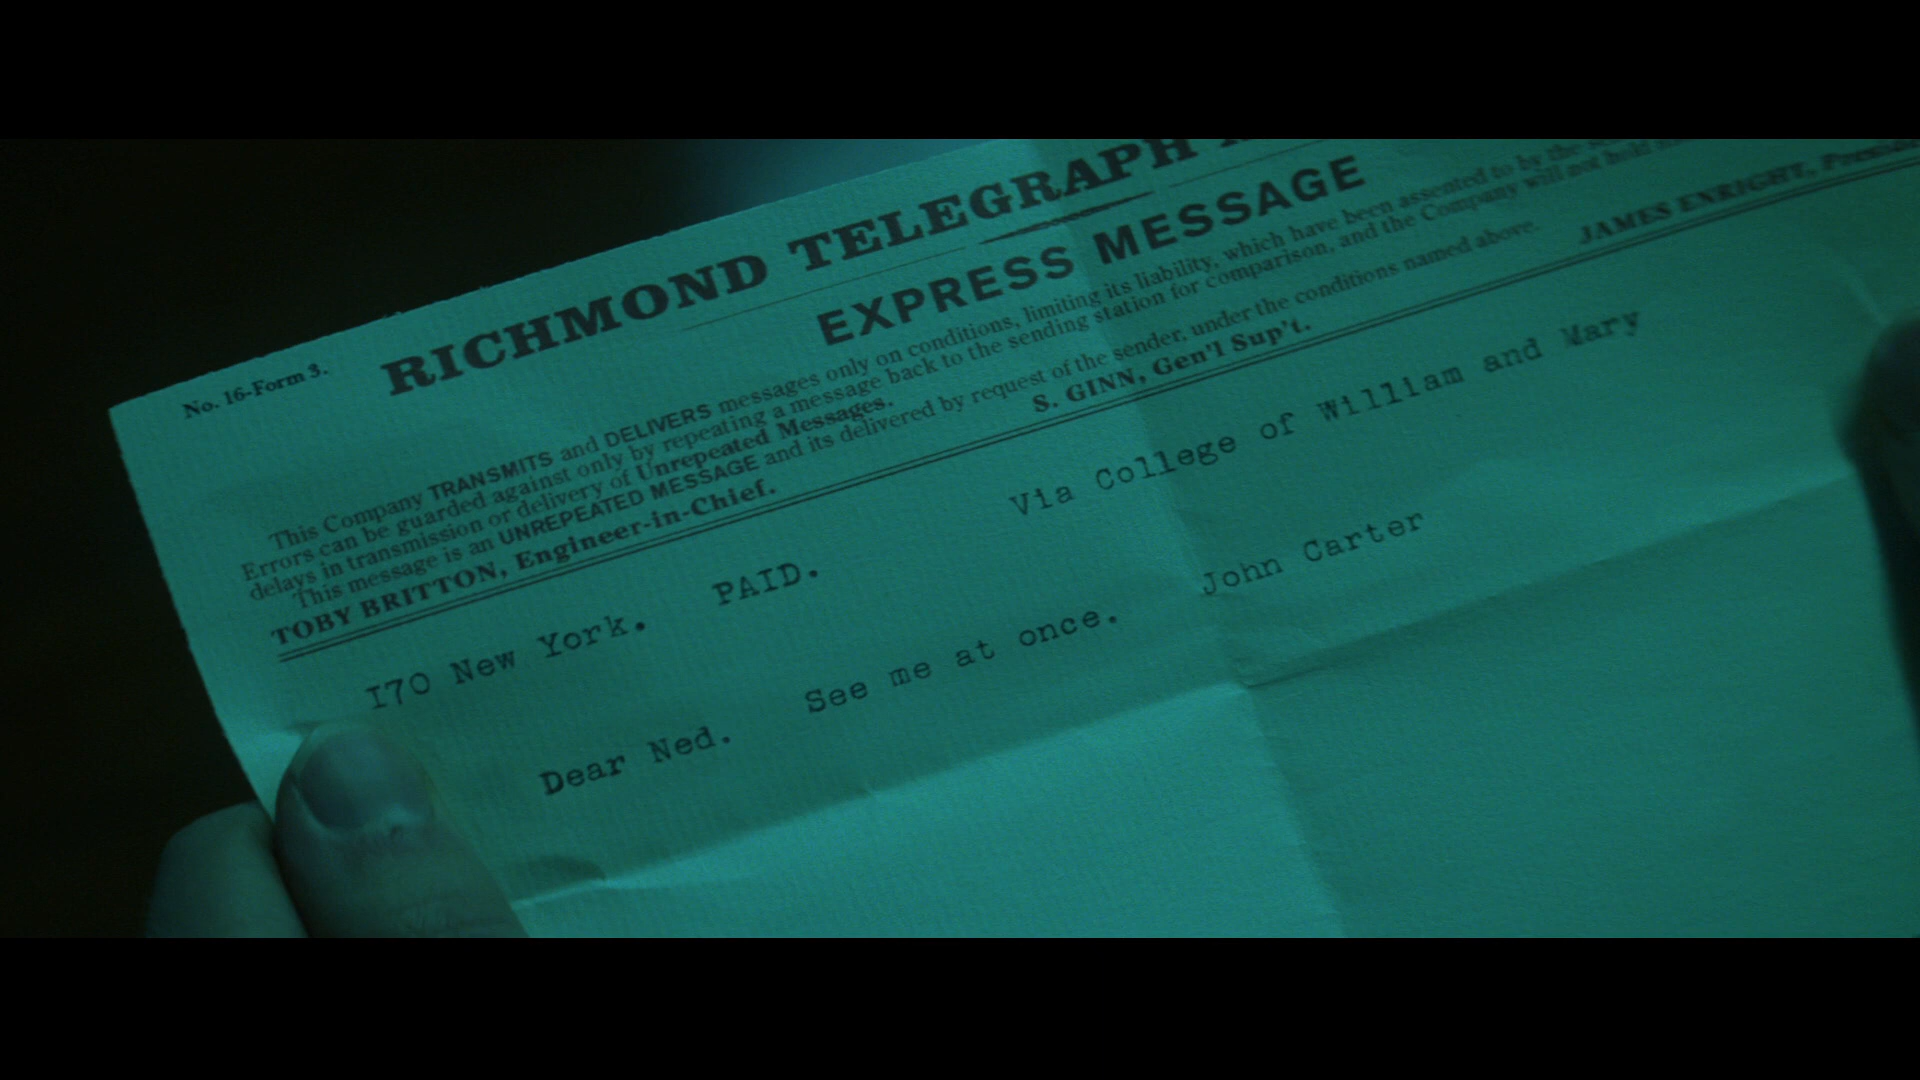 No. 16-Form 3.
RICHMOND TELEGRAPH
EXPRESS MESSAGE
This Company TRANSMITS and DELIVERS messages only on conditions, limiting its liability, which have been assented to by the
Errors can be guarded against only by repeating a message back to the sending station for comparison, and the Company will not hold
delays in transmission or delivery of Unrepeated Messages.
This message is an UNREPEATED MESSAGE and its delivered by request of the sender, under the conditions named above.
TOBY BRITTON, Engineer-in-Chief. S. GINN, Gen'l Sup't. JAMES ENRIGHT,
I70 New York. PAID. Via College of William and Mary
Dear Ned. See me at once. John Carter